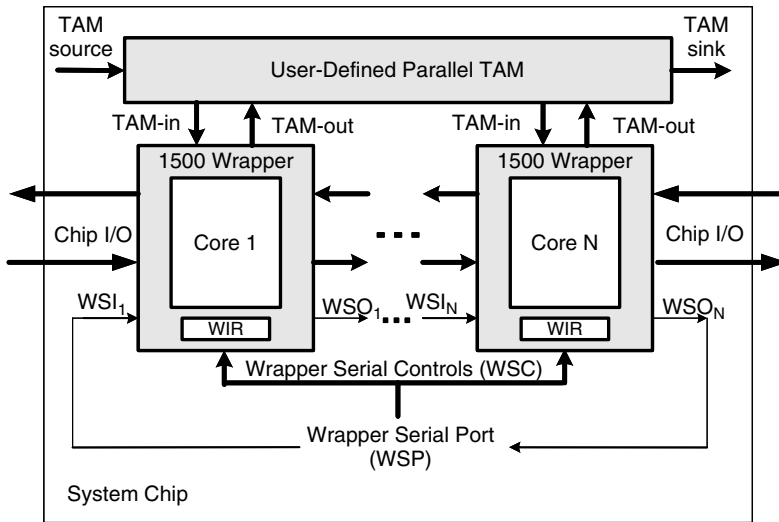 TAM source
TAM sink
User-Defined Parallel TAM
TAM-in
TAM-out
TAM-in
TAM-out
1500 Wrapper
1500 Wrapper
Core 1
Core N
Chip I/O
Chip I/O
WSI₁
WSO₁
WSI_N
WSO_N
WIR
WIR
Wrapper Serial Controls (WSC)
Wrapper Serial Port
(WSP)
System Chip